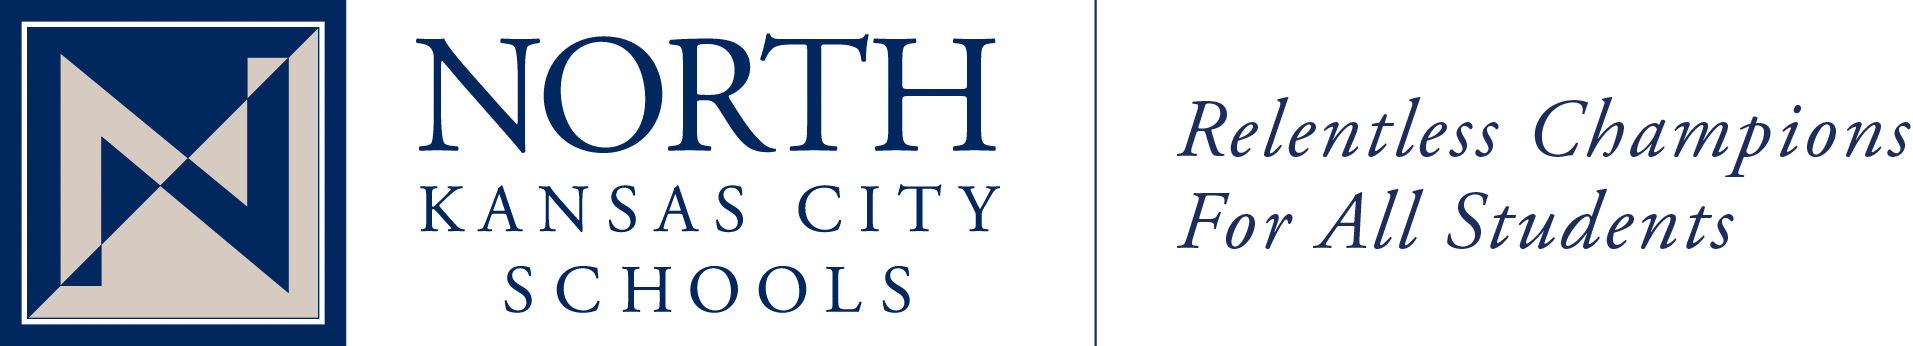 NORTH
KANSAS CITY
SCHOOLS
Relentless Champions
For All Students